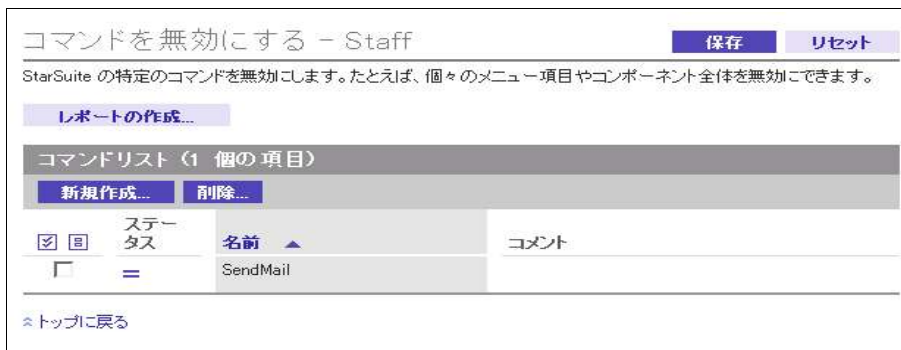 コマンドを無効にする - Staff 保存 リセット
StarSuite の特定のコマンドを無効にします。たとえば、個々のメニュー項目やコンポーネント全体を無効にできます。
レポートの作成...
コマンドリスト (1 個の項目)
新規作成... 削除...
ステータス 名前 コメント
SendMail
トップに戻る